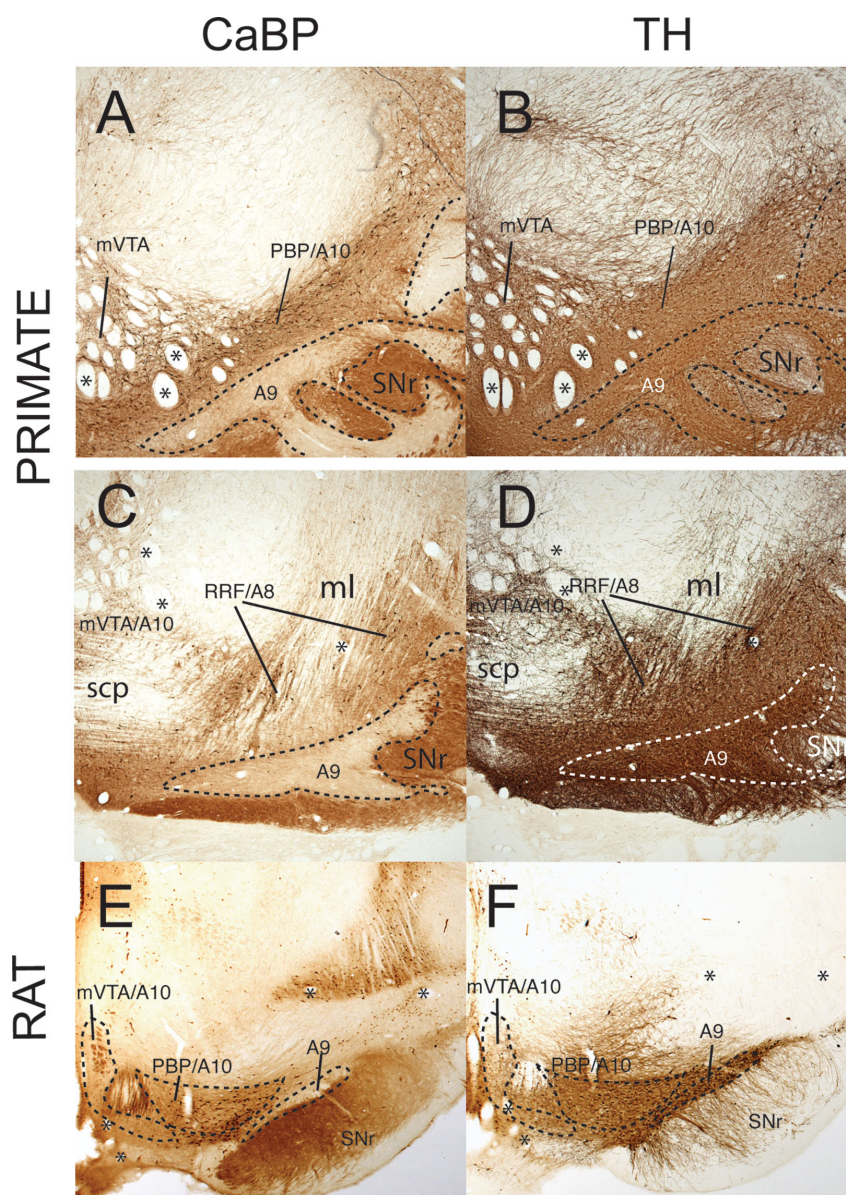 CaBP
TH
PRIMATE
RAT
A
mVTA
PBP/A10
*
*
*
A9
SNr
B
mVTA
PBP/A10
*
*
*
A9
SNr
C
*
*
RRF/A8
ml
mVTA/A10
*
scp
A9
SNr
D
*
*
RRF/A8
ml
mVTA/A10
*
scp
A9
SNr
E
mVTA/A10
*
*
PBP/A10
A9
*
*
SNr
F
mVTA/A10
*
*
PBP/A10
A9
*
*
SNr